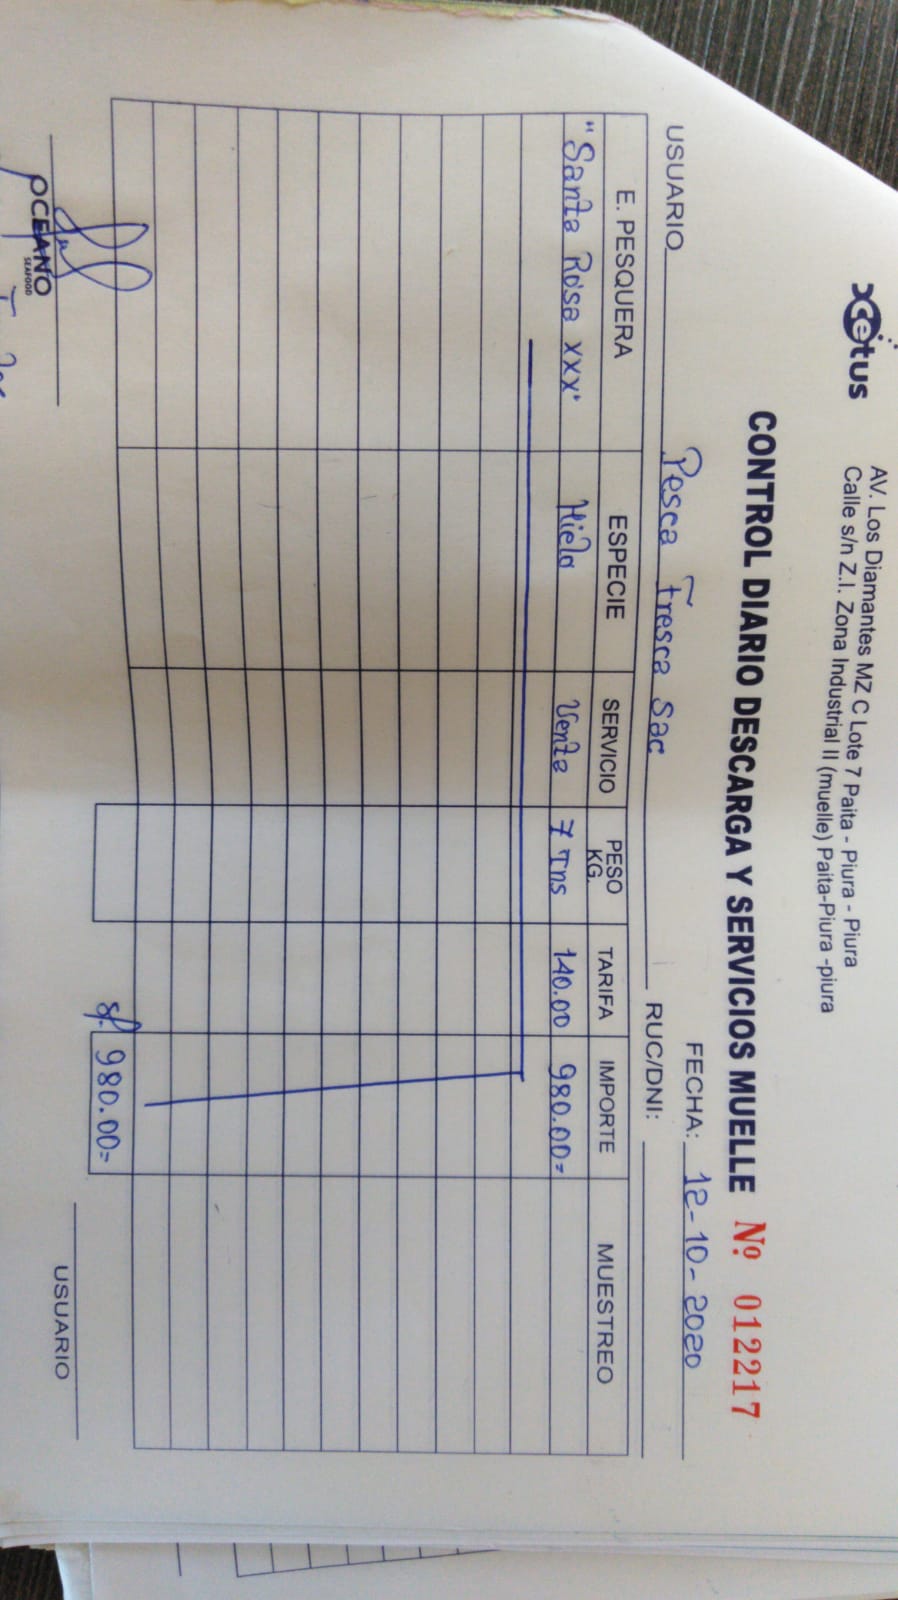 xcetus
AV. Los Diamantes MZ C Lote 7 Paita - Piura - Piura
Calle s/n Z.I. Zona Industrial II (muelle) Paita-Piura -piura
CONTROL DIARIO DESCARGA Y SERVICIOS MUELLE Nº 012217
FECHA: 12-10-2020
USUARIO Pesca Fresca Sac RUC/DNI:
E. PESQUERA ESPECIE SERVICIO PESO KG. TARIFA IMPORTE MUESTREO
"Santa Rosa XXX" Hielo Venta 7 Tns 140.00 980.00=
S/. 980.00=
OCEANO
SEAFOOD
USUARIO